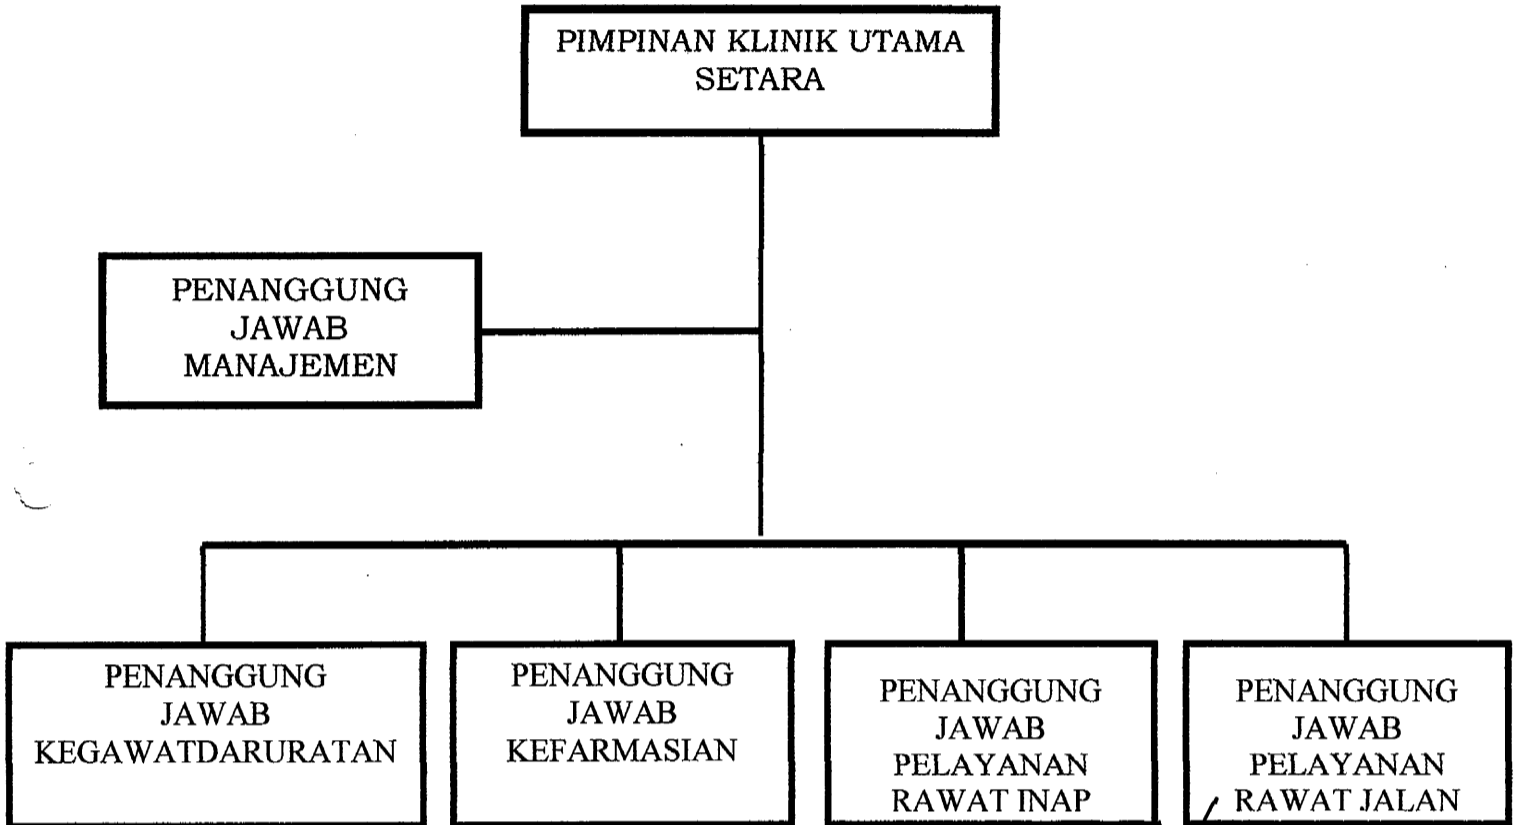 PIMPINAN KLINIK UTAMA
SETARA
PENANGGUNG
JAWAB
MANAJEMEN
PENANGGUNG
JAWAB
KEGAWATDARURATAN
PENANGGUNG
JAWAB
KEFARMASIAN
PENANGGUNG
JAWAB
PELAYANAN
RAWAT INAP
PENANGGUNG
JAWAB
PELAYANAN
RAWAT JALAN